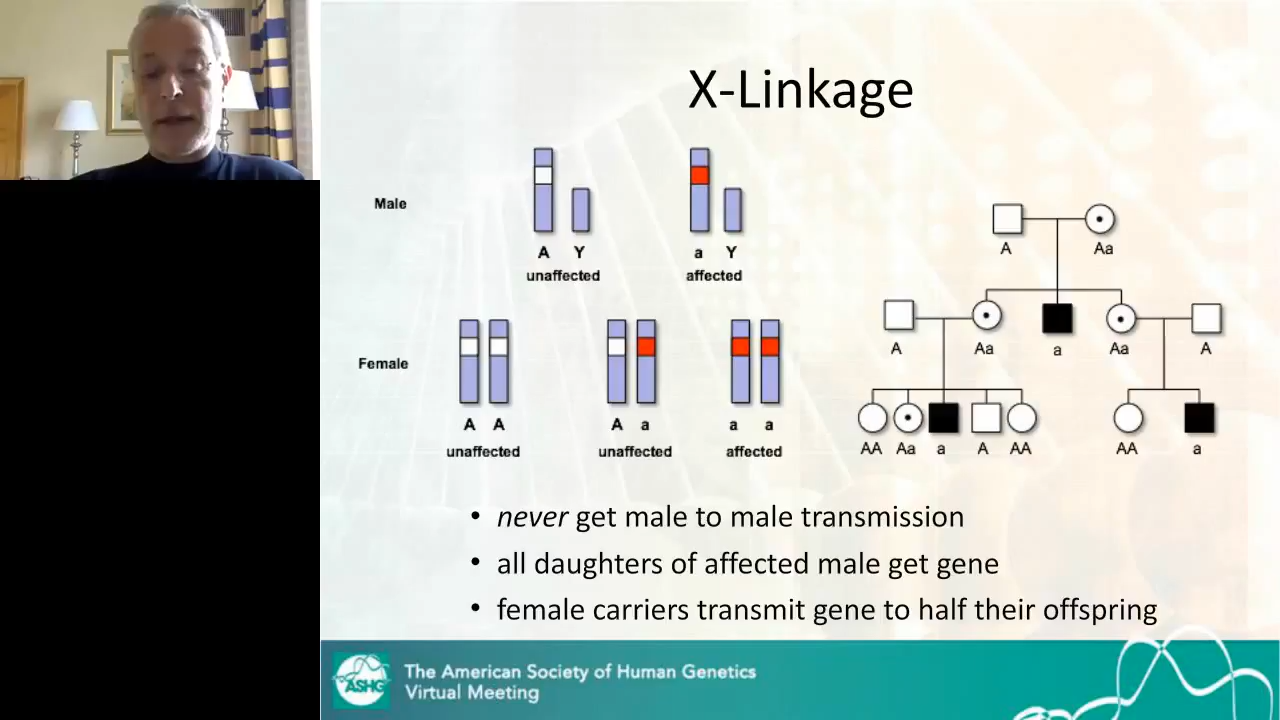 X-Linkage
Male
A Y
unaffected
a Y
affected
Female
A A
unaffected
A a
unaffected
a a
affected
A Aa
A Aa a Aa A
AA Aa a A AA AA a
• never get male to male transmission
• all daughters of affected male get gene
• female carriers transmit gene to half their offspring
ASHG
The American Society of Human Genetics
Virtual Meeting